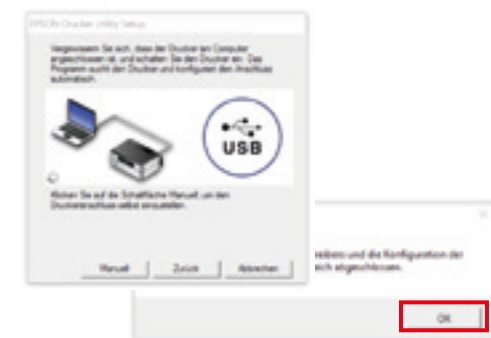 EPSON Drucker Utility Setup
Vergewissern Sie sich, dass der Drucker am Computer
angeschlossen ist, und schalten Sie den Drucker ein. Das
Programm sucht den Drucker und konfiguriert den Anschluss
automatisch.
USB
Klicken Sie auf die Schaltfläche Manuell, um den
Druckeranschluss selbst einzustellen.
Manuell
Zurück
Abbrechen
reibers und die Konfiguration der
eich abgeschlossen.
OK